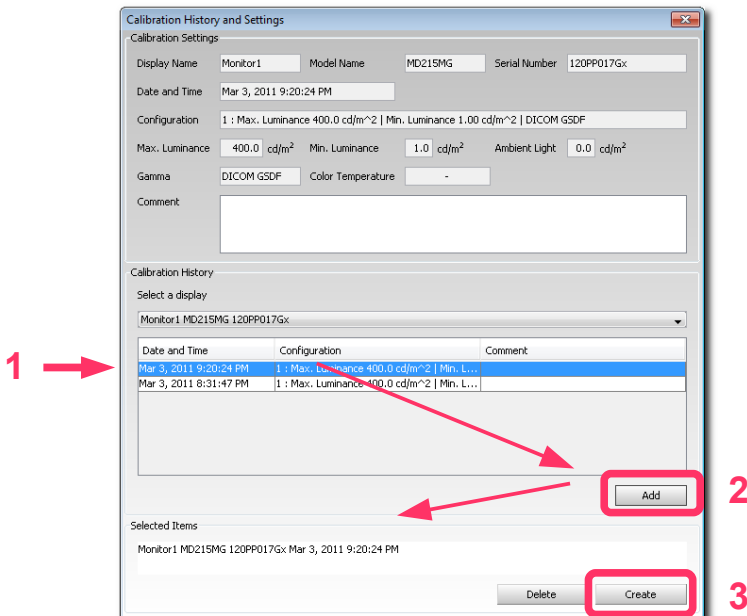 Calibration History and Settings
Calibration Settings
Display Name Monitor1 Model Name MD215MG Serial Number 120PP017Gx
Date and Time Mar 3, 2011 9:20:24 PM
Configuration 1 : Max. Luminance 400.0 cd/m^2 | Min. Luminance 1.00 cd/m^2 | DICOM GSDF
Max. Luminance 400.0 cd/m² Min. Luminance 1.0 cd/m² Ambient Light 0.0 cd/m²
Gamma DICOM GSDF Color Temperature -
Comment
Calibration History
Select a display
Monitor1 MD215MG 120PP017Gx
Date and Time Configuration Comment
1 Mar 3, 2011 9:20:24 PM 1 : Max. Luminance 400.0 cd/m^2 | Min. L...
Mar 3, 2011 8:31:47 PM 1 : Max. Luminance 400.0 cd/m^2 | Min. L...
Add 2
Selected Items
Monitor1 MD215MG 120PP017Gx Mar 3, 2011 9:20:24 PM
Delete Create 3